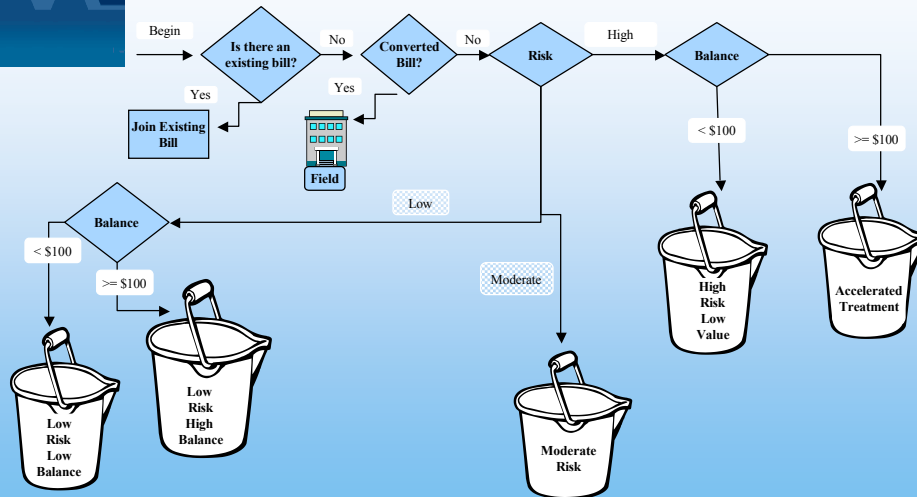 Begin
Is there an
existing bill?
No
Converted
Bill?
No
Risk
High
Balance
Yes
Yes
Join Existing
Bill
Field
< $100
>= $100
Low
Balance
< $100
>= $100
Moderate
High
Risk
Low
Value
Accelerated
Treatment
Low
Risk
High
Balance
Low
Risk
Low
Balance
Moderate
Risk